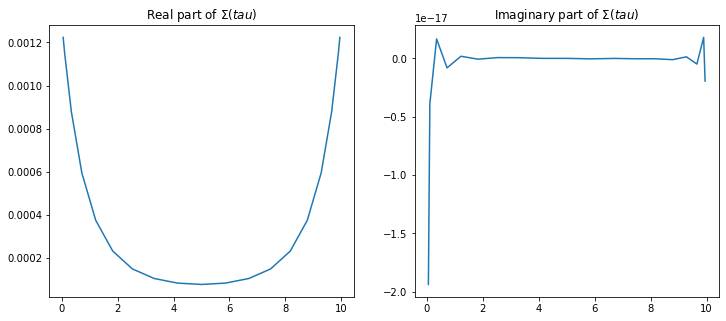 Real part of Σ(tau)
0.0012
0.0010
0.0008
0.0006
0.0004
0.0002
0 2 4 6 8 10
Imaginary part of Σ(tau)
1e−17
0.0
−0.5
−1.0
−1.5
−2.0
0 2 4 6 8 10